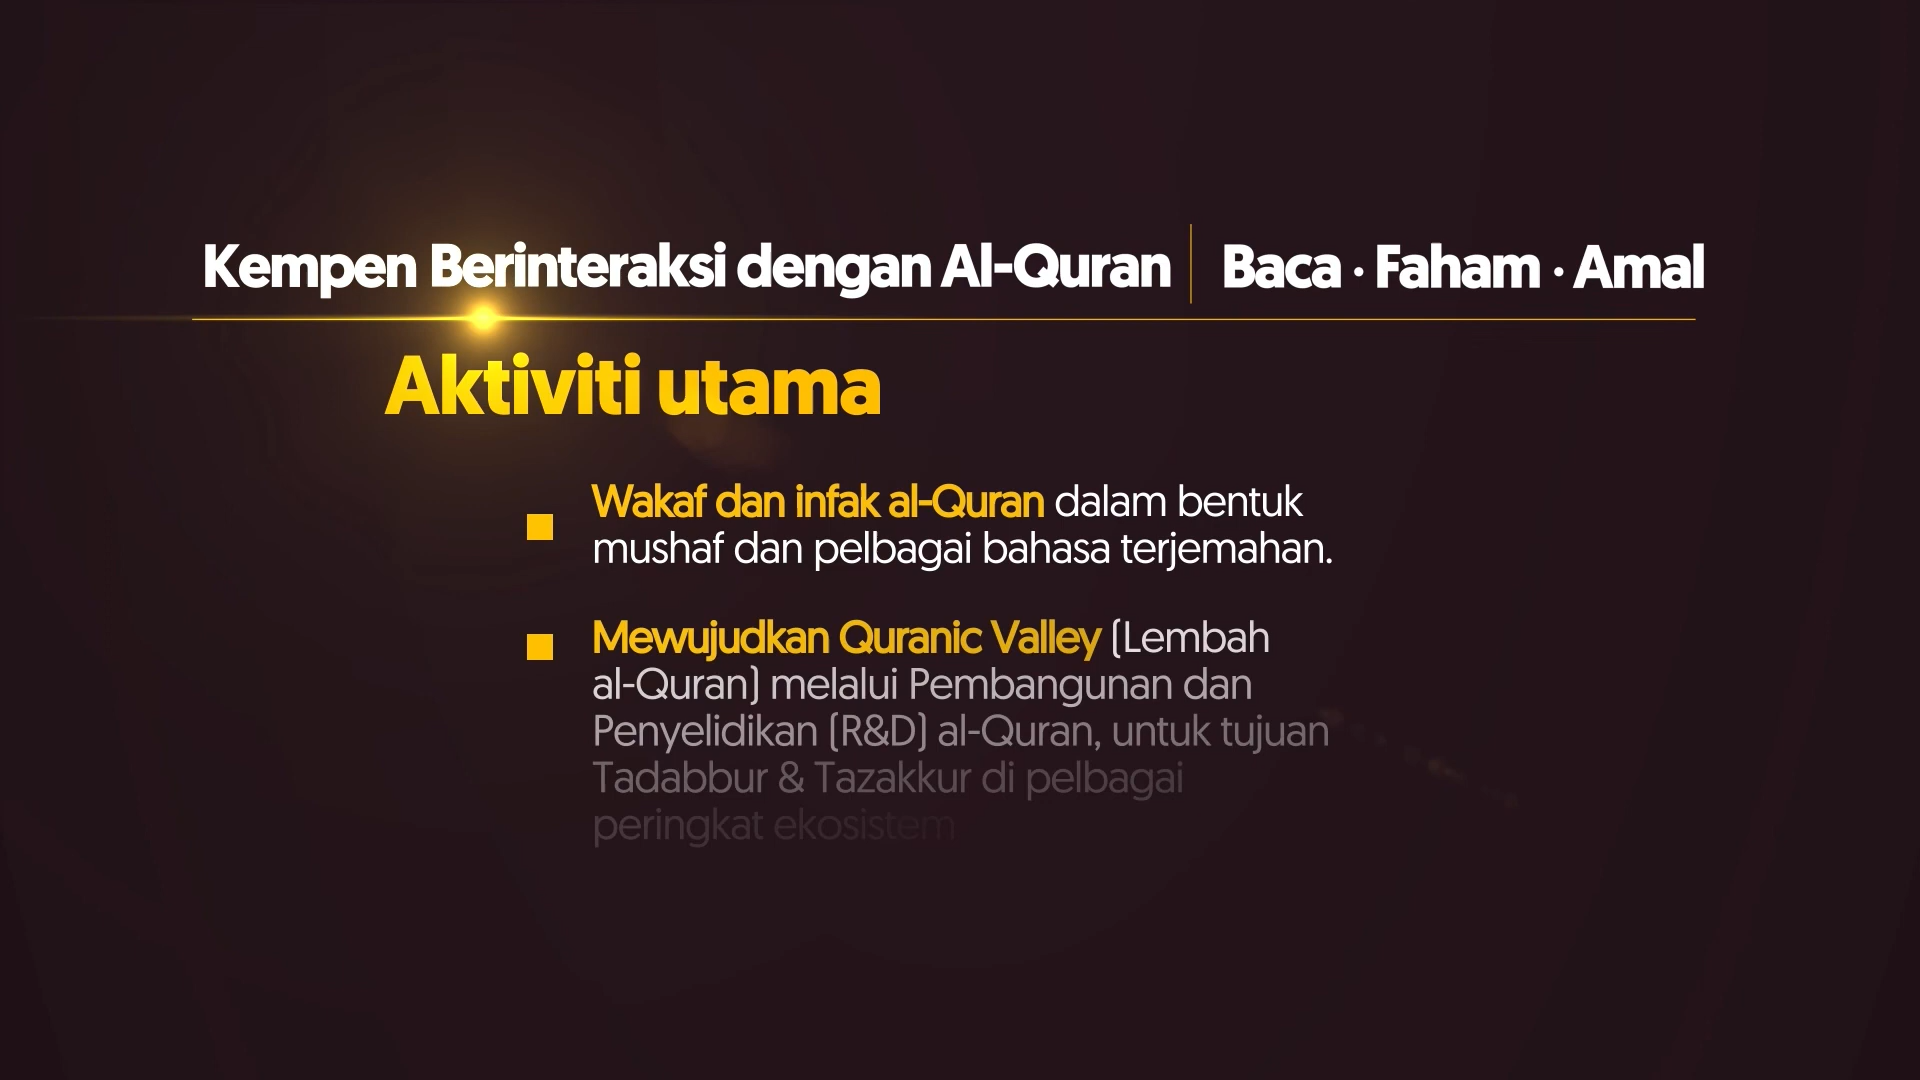 Kempen Berinteraksi dengan Al-Quran
Baca · Faham · Amal
Aktiviti utama
Wakaf dan infak al-Quran dalam bentuk
mushaf dan pelbagai bahasa terjemahan.
Mewujudkan Quranic Valley (Lembah
al-Quran) melalui Pembangunan dan
Penyelidikan (R&D) al-Quran, untuk tujuan
Tadabbur & Tazakkur di pelbagai
peringkat ekosistem